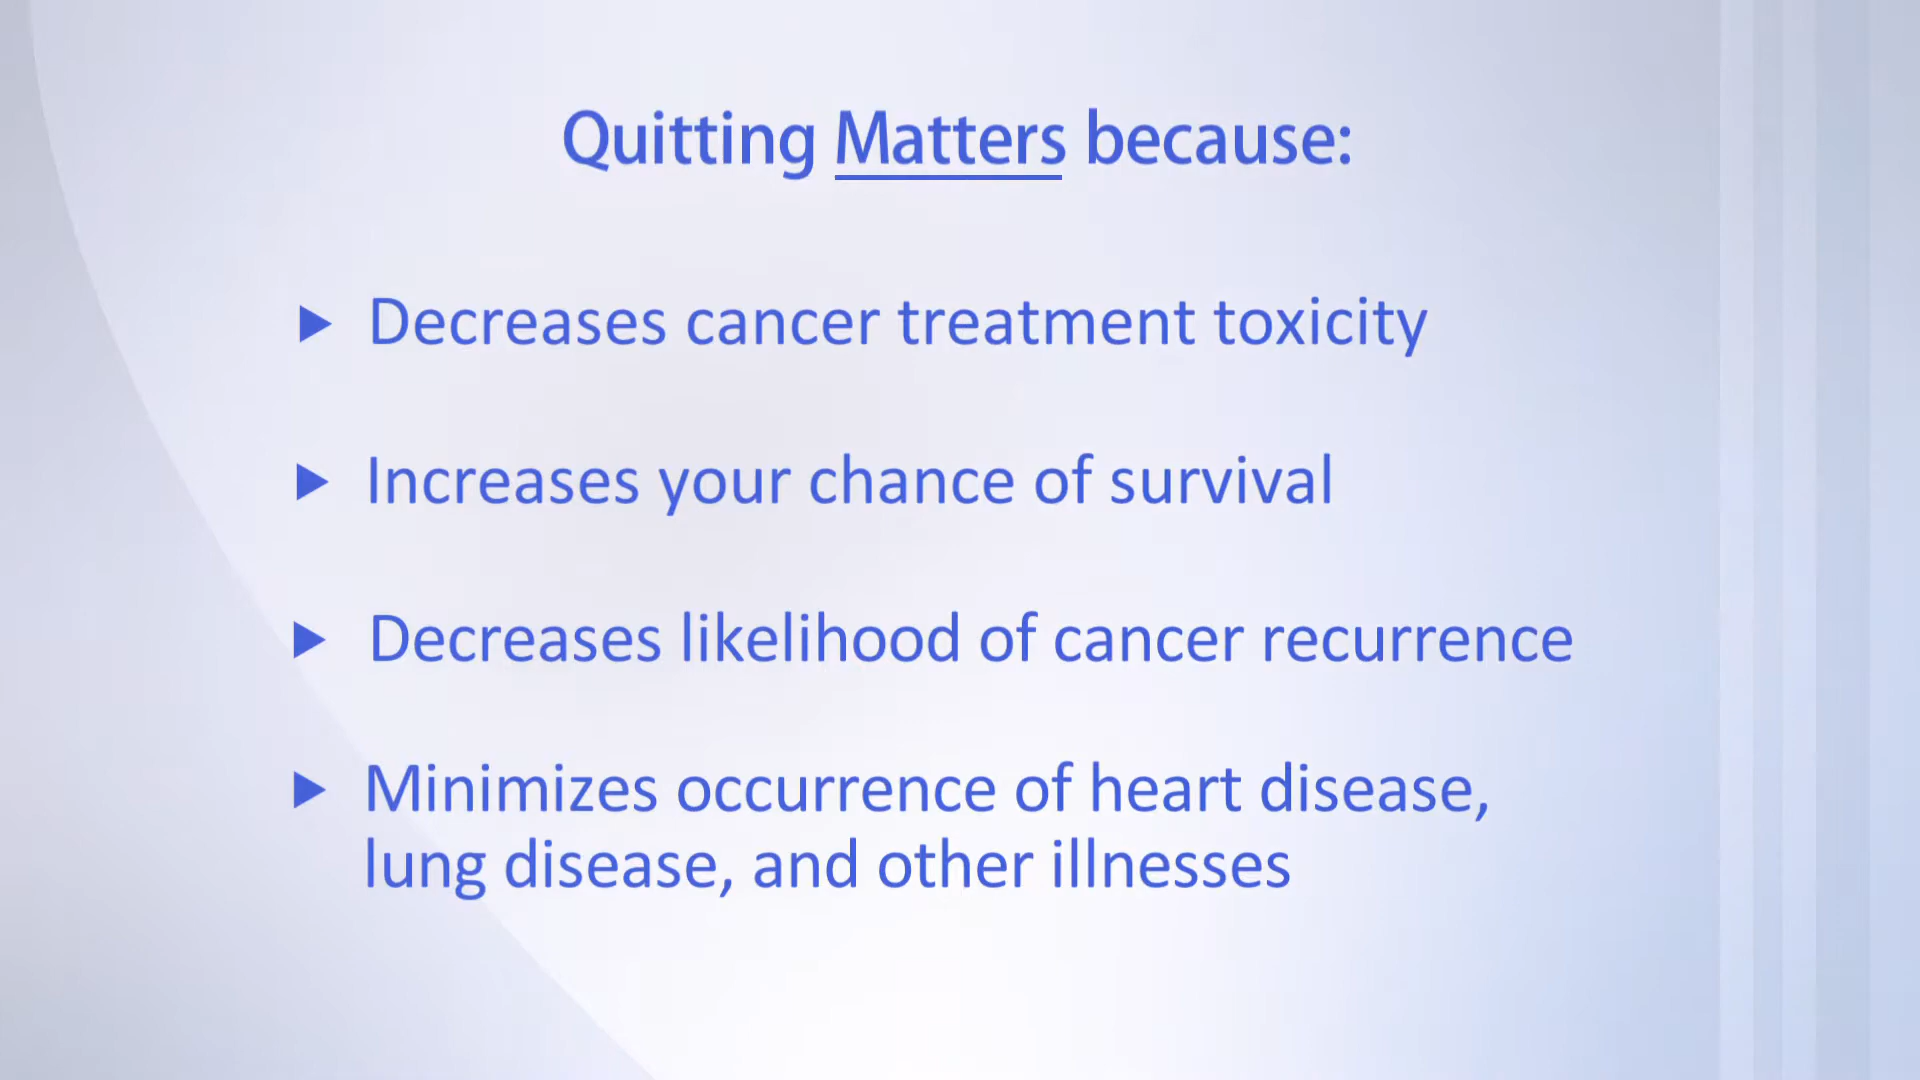 Quitting Matters because:
Decreases cancer treatment toxicity
Increases your chance of survival
Decreases likelihood of cancer recurrence
Minimizes occurrence of heart disease,
lung disease, and other illnesses